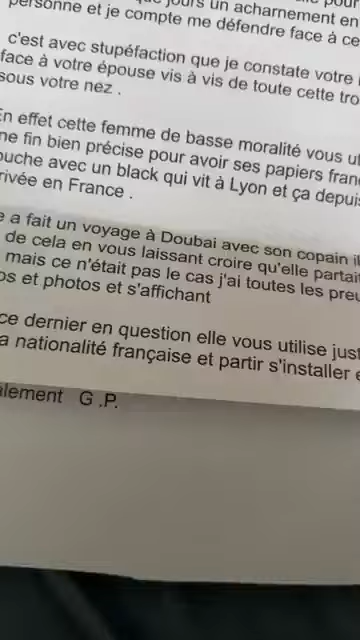 jours un acharnement en
personne et je compte me défendre face à ce
c'est avec stupéfaction que je constate votre
face à votre épouse vis à vis de toute cette tro
sous votre nez .
En effet cette femme de basse moralité vous ut
ne fin bien précise pour avoir ses papiers fran
ouche avec un black qui vit à Lyon et ça depuis
rivée en France .
e a fait un voyage à Doubai avec son copain il
de cela en vous laissant croire qu'elle partait
mais ce n'était pas le cas j'ai toutes les preu
os et photos et s'affichant
ce dernier en question elle vous utilise just
a nationalité française et partir s'installer e
alement G .P.